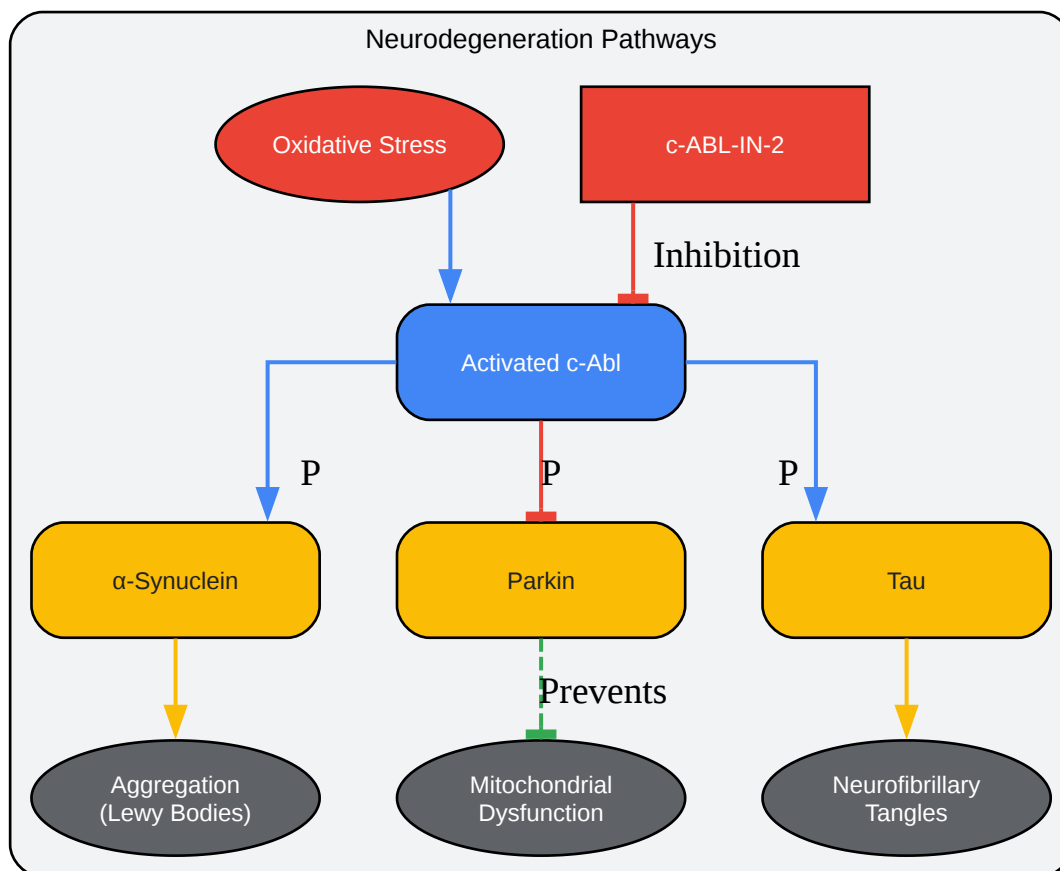 Neurodegeneration Pathways
Oxidative Stress
c-ABL-IN-2
Inhibition
Activated c-Abl
P
P
P
α-Synuclein
Parkin
Tau
Prevents
Aggregation
(Lewy Bodies)
Mitochondrial
Dysfunction
Neurofibrillary
Tangles